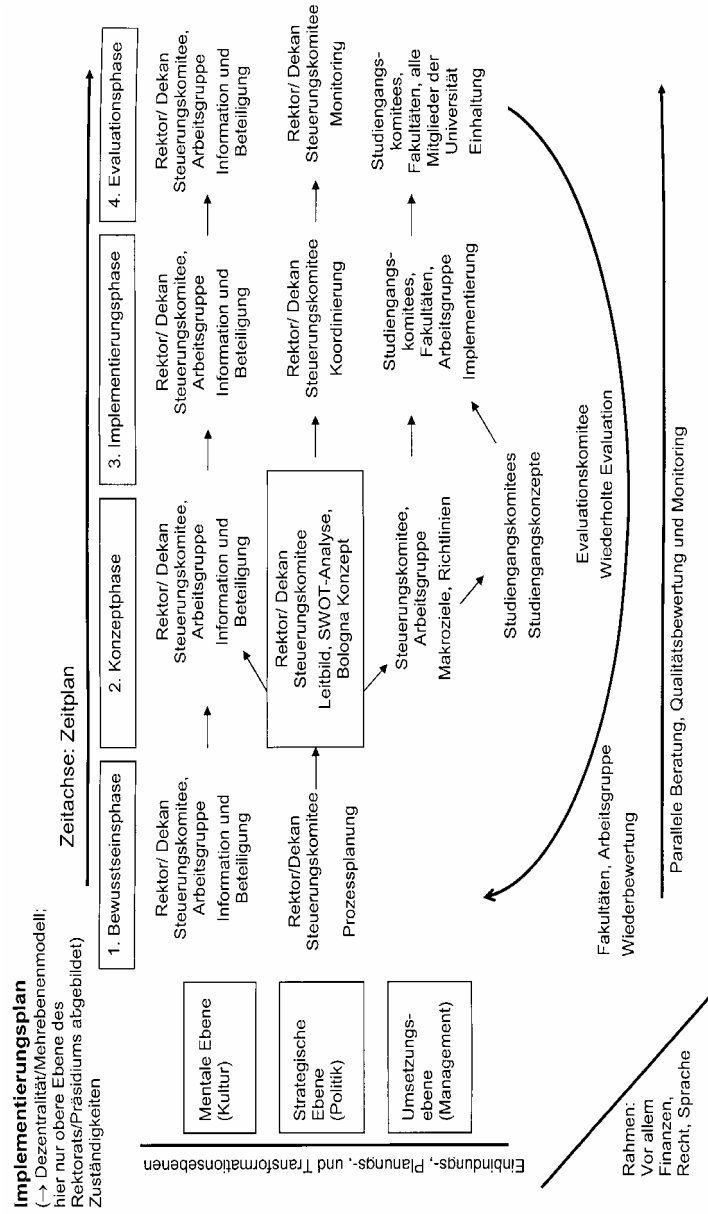 Implementierungsplan
(→ Dezentralität/Mehrebenenmodell;
hier nur obere Ebene des
Rektorats/Präsidiums abgebildet)
Zuständigkeiten
Zeitachse: Zeitplan
1. Bewusstseinsphase
2. Konzeptphase
3. Implementierungsphase
4. Evaluationsphase
Einbindungs-, Planungs-, und Transformationsebenen
Mentale Ebene
(Kultur)
Rektor/ Dekan
Steuerungskomitee,
Arbeitsgruppe
Information und
Beteiligung
Rektor/ Dekan
Steuerungskomitee,
Arbeitsgruppe
Information und
Beteiligung
Rektor/ Dekan
Steuerungskomitee,
Arbeitsgruppe
Information und
Beteiligung
Rektor/ Dekan
Steuerungskomitee,
Arbeitsgruppe
Information und
Beteiligung
Strategische
Ebene
(Politik)
Rektor/Dekan
Steuerungskomitee
Prozessplanung
Rektor/ Dekan
Steuerungskomitee
Leitbild, SWOT-Analyse,
Bologna Konzept
Rektor/ Dekan
Steuerungskomitee
Koordinierung
Rektor/ Dekan
Steuerungskomitee
Monitoring
Umsetzungs-
ebene
(Management)
Steuerungskomitee,
Arbeitsgruppe
Makroziele, Richtlinien
Studiengangs-
komitees,
Fakultäten,
Arbeitsgruppe
Implementierung
Studiengangs-
komitees,
Fakultäten, alle
Mitglieder der
Universität
Einhaltung
Studiengangskomitees
Studiengangskonzepte
Evaluationskomitee
Wiederholte Evaluation
Fakultäten, Arbeitsgruppe
Wiederbewertung
Parallele Beratung, Qualitätsbewertung und Monitoring
Rahmen:
Vor allem
Finanzen,
Recht, Sprache